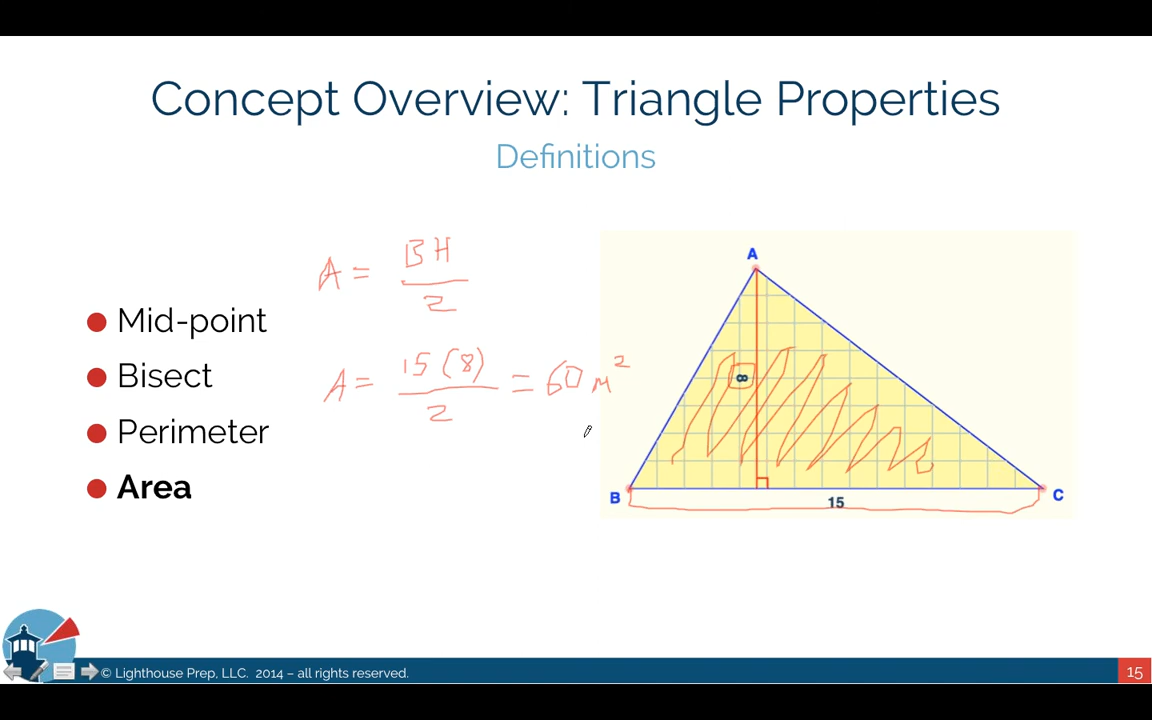 Concept Overview: Triangle Properties
Definitions
Mid-point
Bisect
Perimeter
Area
A = BH
2
A = 15 (8) = 60 m²
2
A
8
B
C
15
© Lighthouse Prep, LLC. 2014 – all rights reserved.
15